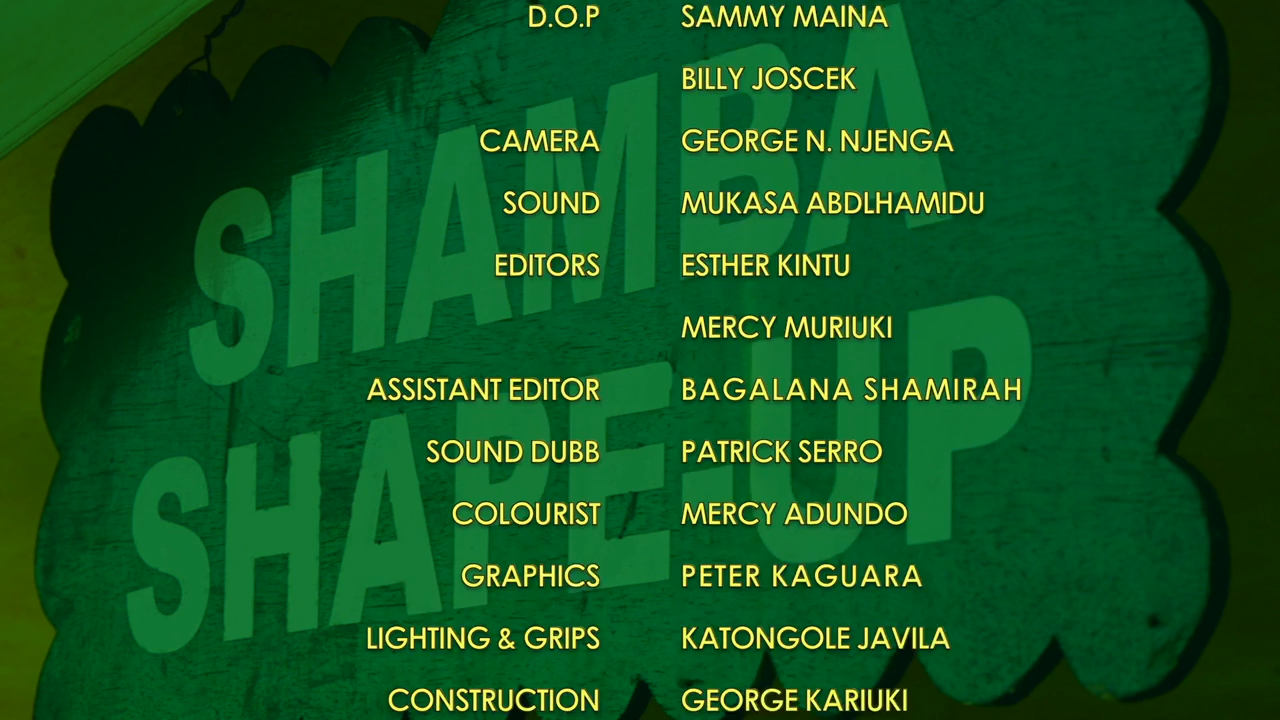 D.O.P SAMMY MAINA
BILLY JOSCEK
CAMERA GEORGE N. NJENGA
SOUND MUKASA ABDLHAMIDU
EDITORS ESTHER KINTU
MERCY MURIUKI
ASSISTANT EDITOR BAGALANA SHAMIRAH
SOUND DUBB PATRICK SERRO
COLOURIST MERCY ADUNDO
GRAPHICS PETER KAGUARA
LIGHTING & GRIPS KATONGOLE JAVILA
CONSTRUCTION GEORGE KARIUKI
SHAMBA
SHAPE-UP